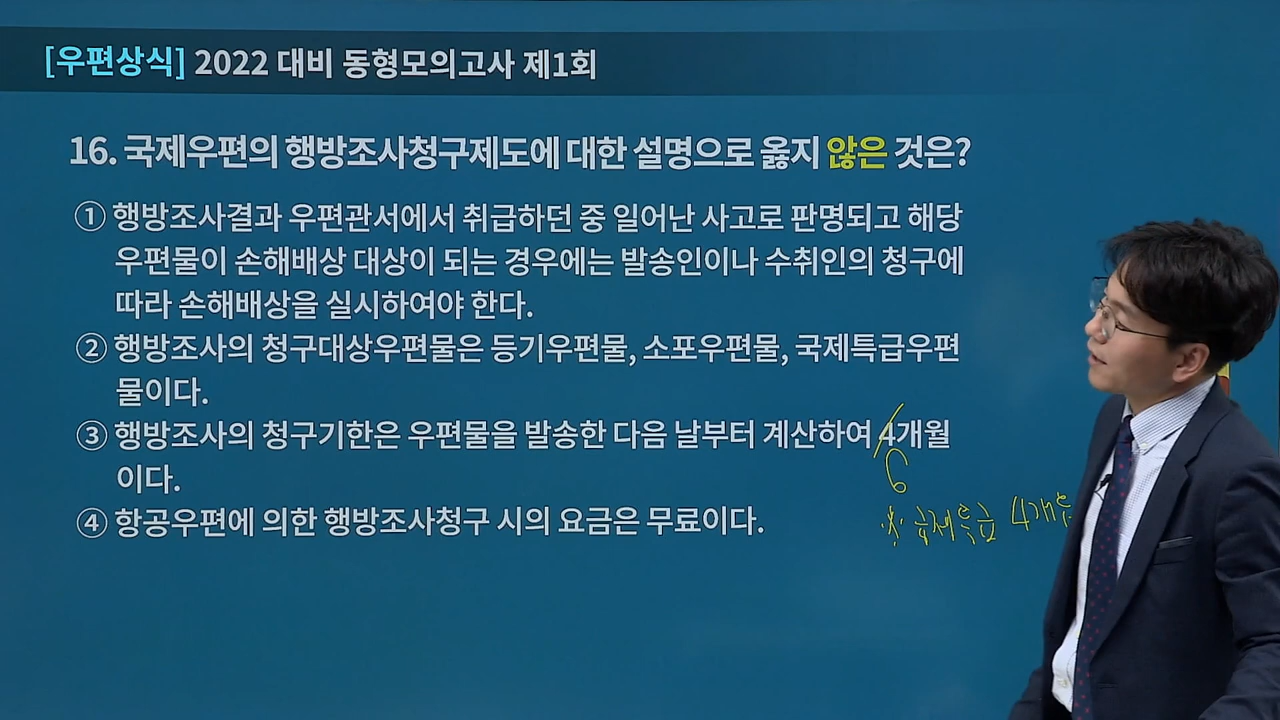 [우편상식] 2022 대비 동형모의고사 제1회
16. 국제우편의 행방조사청구제도에 대한 설명으로 옳지 않은 것은?
① 행방조사결과 우편관서에서 취급하던 중 일어난 사고로 판명되고 해당
우편물이 손해배상 대상이 되는 경우에는 발송인이나 수취인의 청구에
따라 손해배상을 실시하여야 한다.
② 행방조사의 청구대상우편물은 등기우편물, 소포우편물, 국제특급우편
물이다.
③ 행방조사의 청구기한은 우편물을 발송한 다음 날부터 계산하여 4개월
이다.
6
④ 항공우편에 의한 행방조사청구 시의 요금은 무료이다.
4개